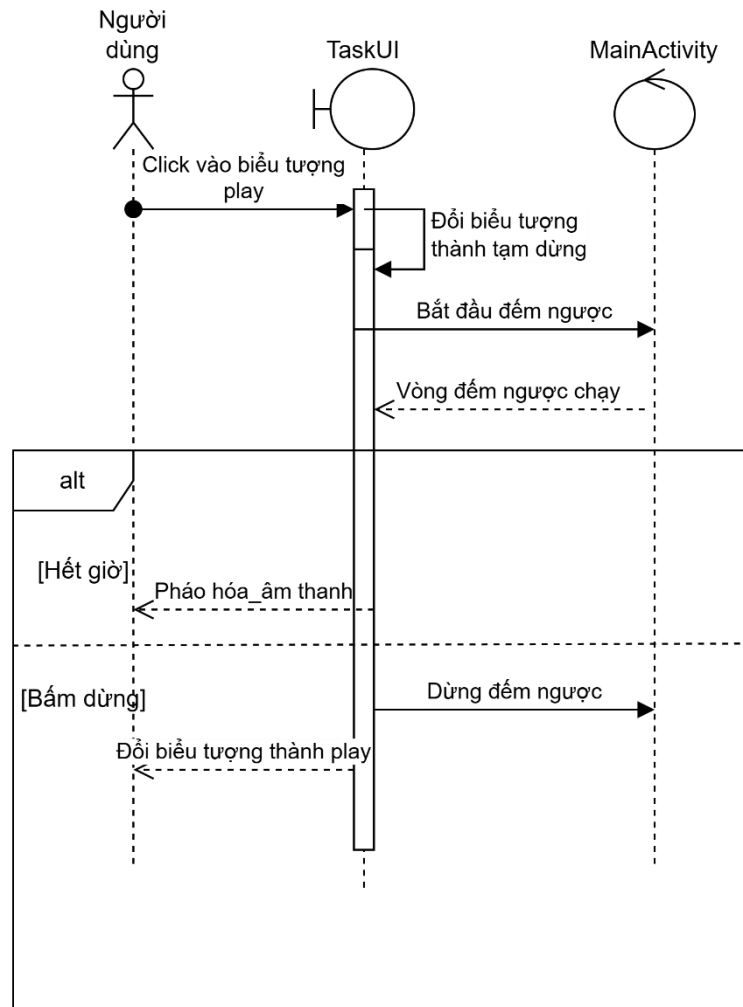 Người
dùng
TaskUI
MainActivity
Click vào biểu tượng
play
Đổi biểu tượng
thành tạm dừng
Bắt đầu đếm ngược
Vòng đếm ngược chạy
alt
[Hết giờ]
Pháo hóa_âm thanh
[Bấm dừng]
Dừng đếm ngược
Đổi biểu tượng thành play